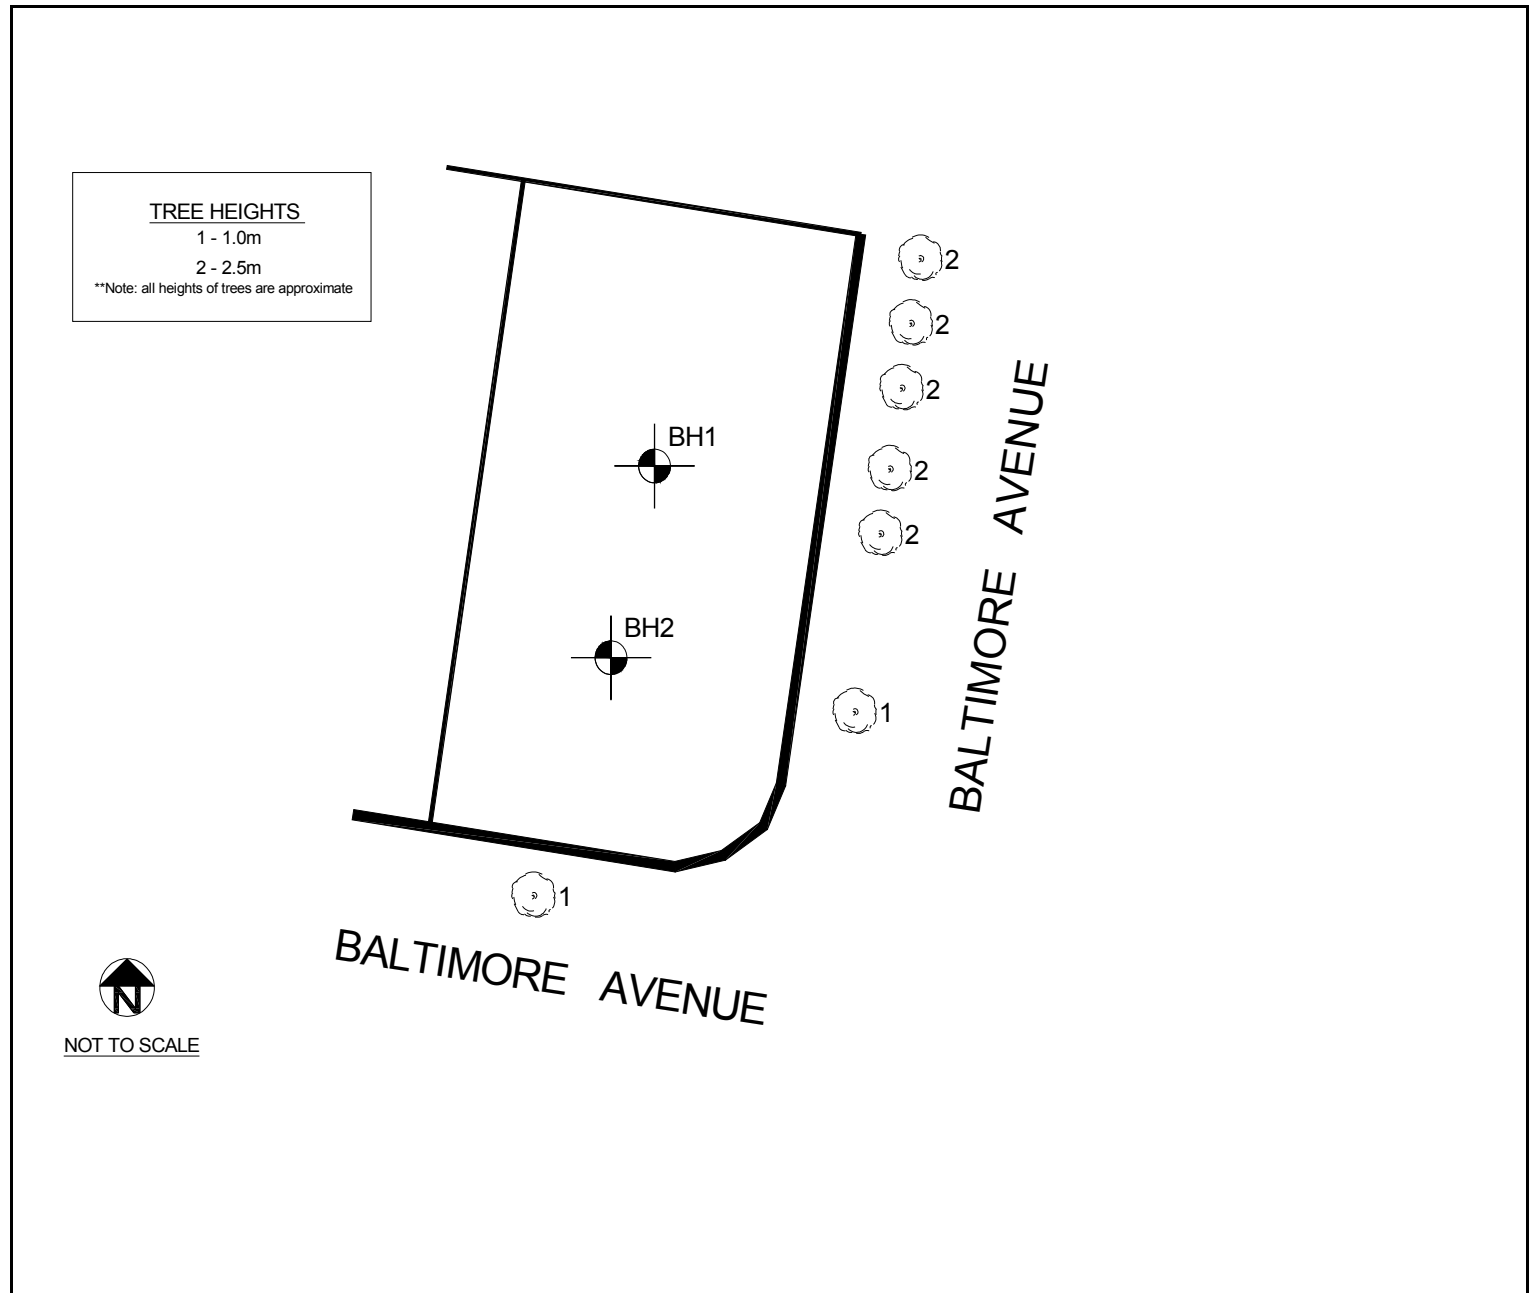 TREE HEIGHTS
1 - 1.0m
2 - 2.5m
**Note: all heights of trees are approximate
2
2
2
BH1
2
2
BH2
1
BALTIMORE AVENUE
1
BALTIMORE AVENUE
N
NOT TO SCALE